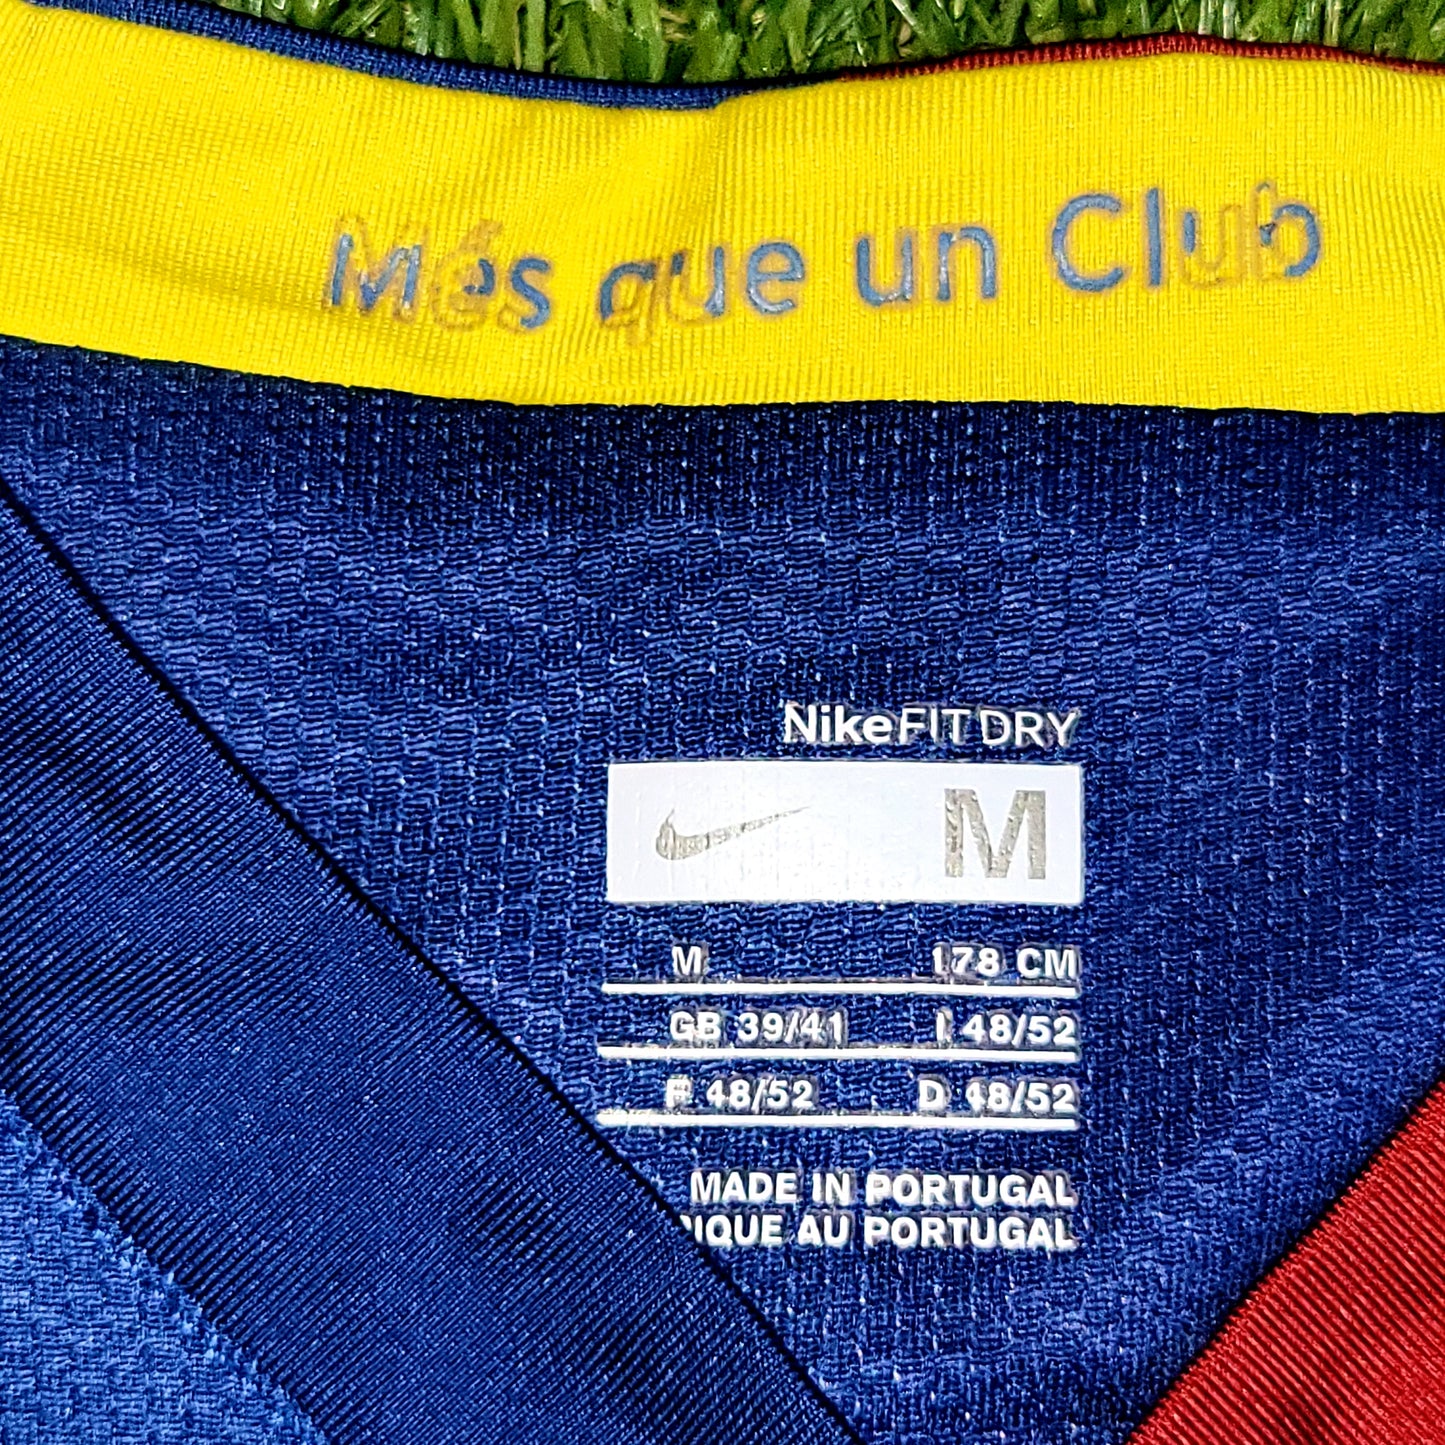 Més que un Club
NikeFIT DRY
M
M 178 CM
GB 39/41 I 48/52
F 48/52 D 48/52
MADE IN PORTUGAL
AU PORTUGAL